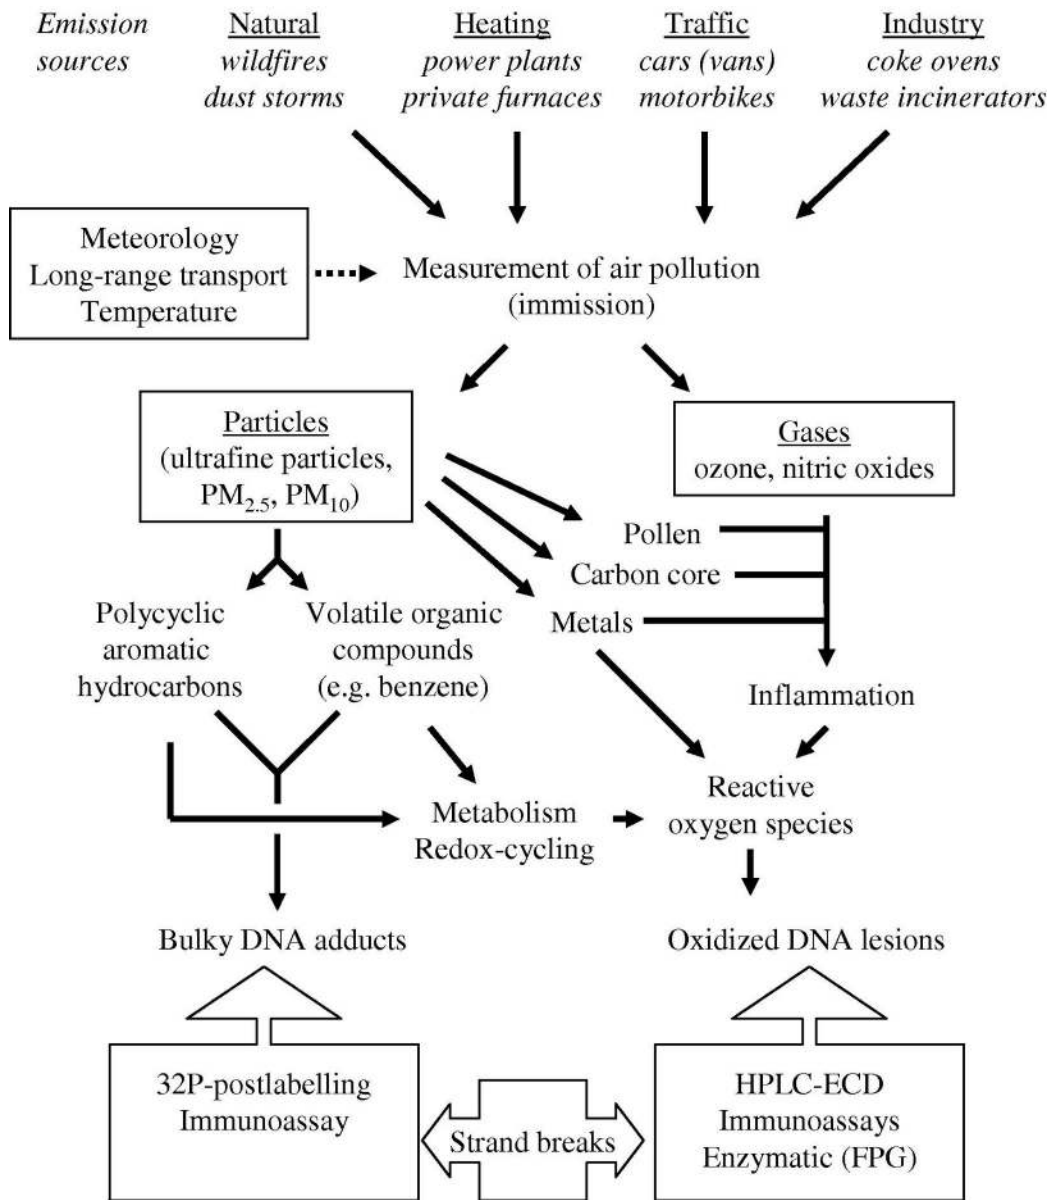 Emission
sources
Natural
wildfires
dust storms
Heating
power plants
private furnaces
Traffic
cars (vans)
motorbikes
Industry
coke ovens
waste incinerators
Meteorology
Long-range transport
Temperature
Measurement of air pollution
(immission)
Particles
(ultrafine particles,
PM2.5, PM10)
Gases
ozone, nitric oxides
Pollen
Carbon core
Metals
Polycyclic
aromatic
hydrocarbons
Volatile organic
compounds
(e.g. benzene)
Inflammation
Metabolism
Redox-cycling
Reactive
oxygen species
Bulky DNA adducts
Oxidized DNA lesions
32P-postlabelling
Immunoassay
Strand breaks
HPLC-ECD
Immunoassays
Enzymatic (FPG)